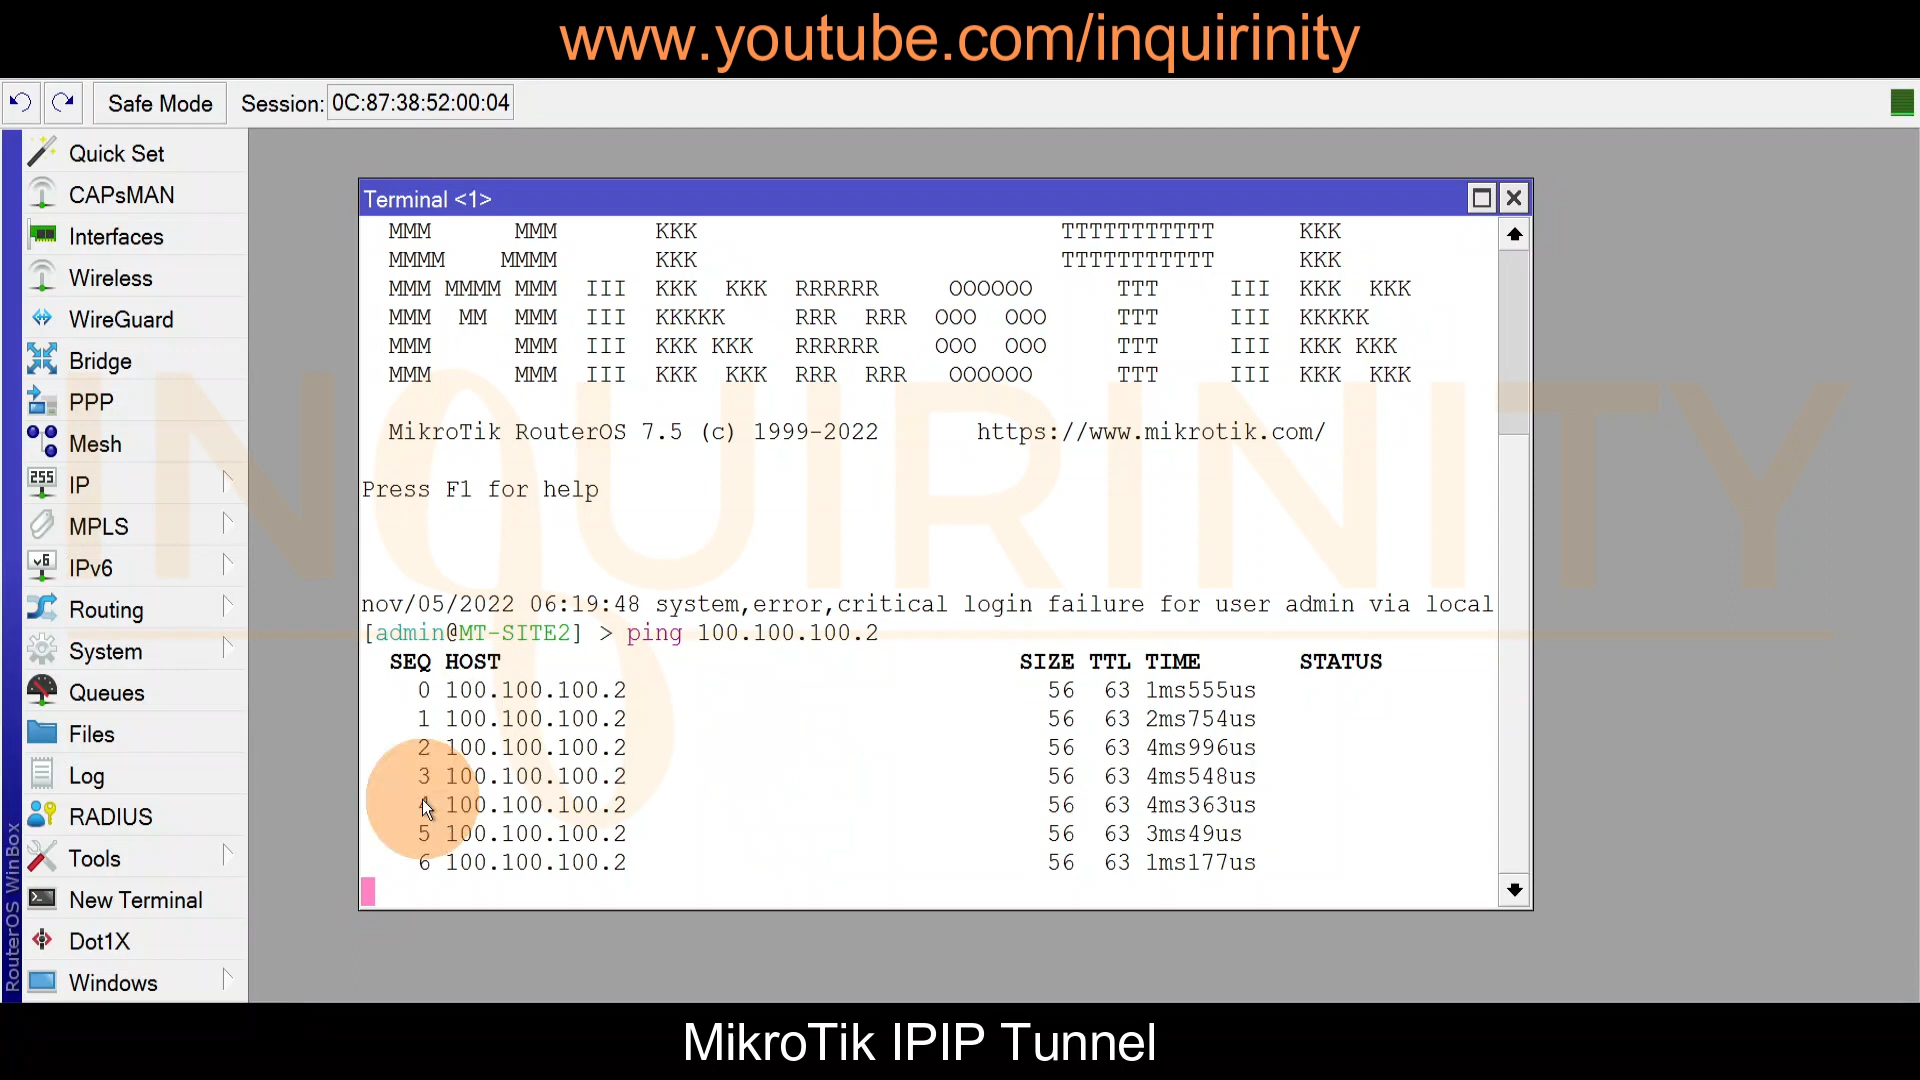 www.youtube.com/inquirinity
Safe Mode Session: 0C:87:38:52:00:04
Quick Set
CAPsMAN
Interfaces
Wireless
WireGuard
Bridge
PPP
Mesh
IP
MPLS
IPv6
Routing
System
Queues
Files
Log
RADIUS
Tools
New Terminal
Dot1X
Windows
RouterOS WinBox
Terminal <1>
MMM MMM KKK TTTTTTTTTTT KKK
MMMM MMMM KKK TTTTTTTTTTT KKK
MMM MMMM MMM III KKK KKK RRRRRR OOOOOO TTT III KKK KKK
MMM MM MMM III KKKKK RRR RRR OOO OOO TTT III KKKKK
MMM MMM III KKK KKK RRRRRR OOO OOO TTT III KKK KKK
MMM MMM III KKK KKK RRR RRR OOOOOO TTT III KKK KKK
MikroTik RouterOS 7.5 (c) 1999-2022 https://www.mikrotik.com/
Press F1 for help
nov/05/2022 06:19:48 system,error,critical login failure for user admin via local
[admin@MT-SITE2] > ping 100.100.100.2
SEQ HOST SIZE TTL TIME STATUS
0 100.100.100.2 56 63 1ms555us
1 100.100.100.2 56 63 2ms754us
2 100.100.100.2 56 63 4ms996us
3 100.100.100.2 56 63 4ms548us
4 100.100.100.2 56 63 4ms363us
5 100.100.100.2 56 63 3ms49us
6 100.100.100.2 56 63 1ms177us
INQUIRINITY
MikroTik IPIP Tunnel